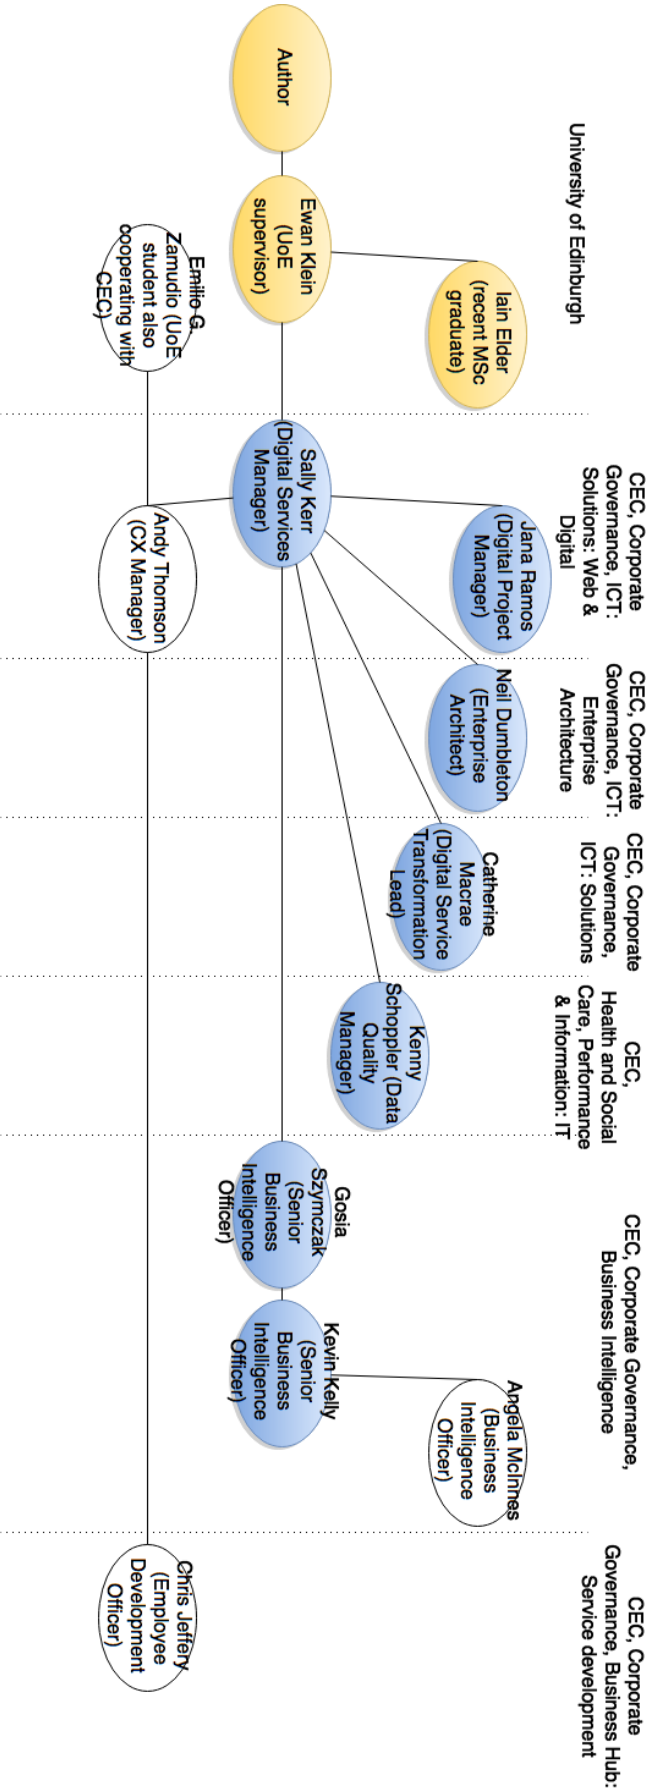 University of Edinburgh
Author
Ewan Klein
(UoE
supervisor)
Iain Elder
(recent MSc
graduate)
Emilio G.
Zamudio (UoE
student also
cooperating with
CEC)
CEC, Corporate
Governance, ICT:
Solutions: Web &
Digital
Jana Ramos
(Digital Project
Manager)
Sally Kerr
(Digital Services
Manager)
Andy Thomson
(CX Manager)
CEC, Corporate
Governance, ICT:
Enterprise
Architecture
Neil Dumbleton
(Enterprise
Architect)
CEC, Corporate
Governance,
ICT: Solutions
Catherine
Macrae
(Digital Service
Transformation
Lead)
CEC,
Health and Social
Care, Performance
& Information: IT
Kenny
Schoppler (Data
Quality
Manager)
CEC, Corporate Governance,
Business Intelligence
Gosia
Szymczak
(Senior
Business
Intelligence
Officer)
Kevin Kelly
(Senior
Business
Intelligence
Officer)
Angela McInnes
(Business
Intelligence
Officer)
CEC, Corporate
Governance, Business Hub:
Service development
Chris Jeffery
(Employee
Development
Officer)